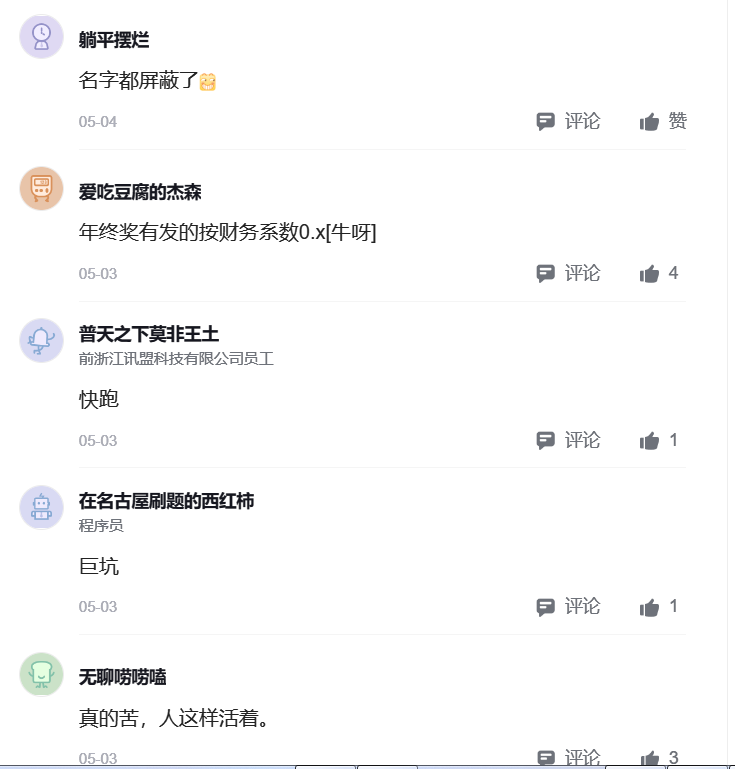 躺平摆烂
名字都屏蔽了
05-04 评论 赞
爱吃豆腐的杰森
年终奖有发的按财务系数0.x[牛呀]
05-03 评论 4
普天之下莫非王土
前浙江讯盟科技有限公司员工
快跑
05-03 评论 1
在名古屋刷题的西红柿
程序员
巨坑
05-03 评论 1
无聊唠唠嗑
真的苦，人这样活着。
05-03 评论 3